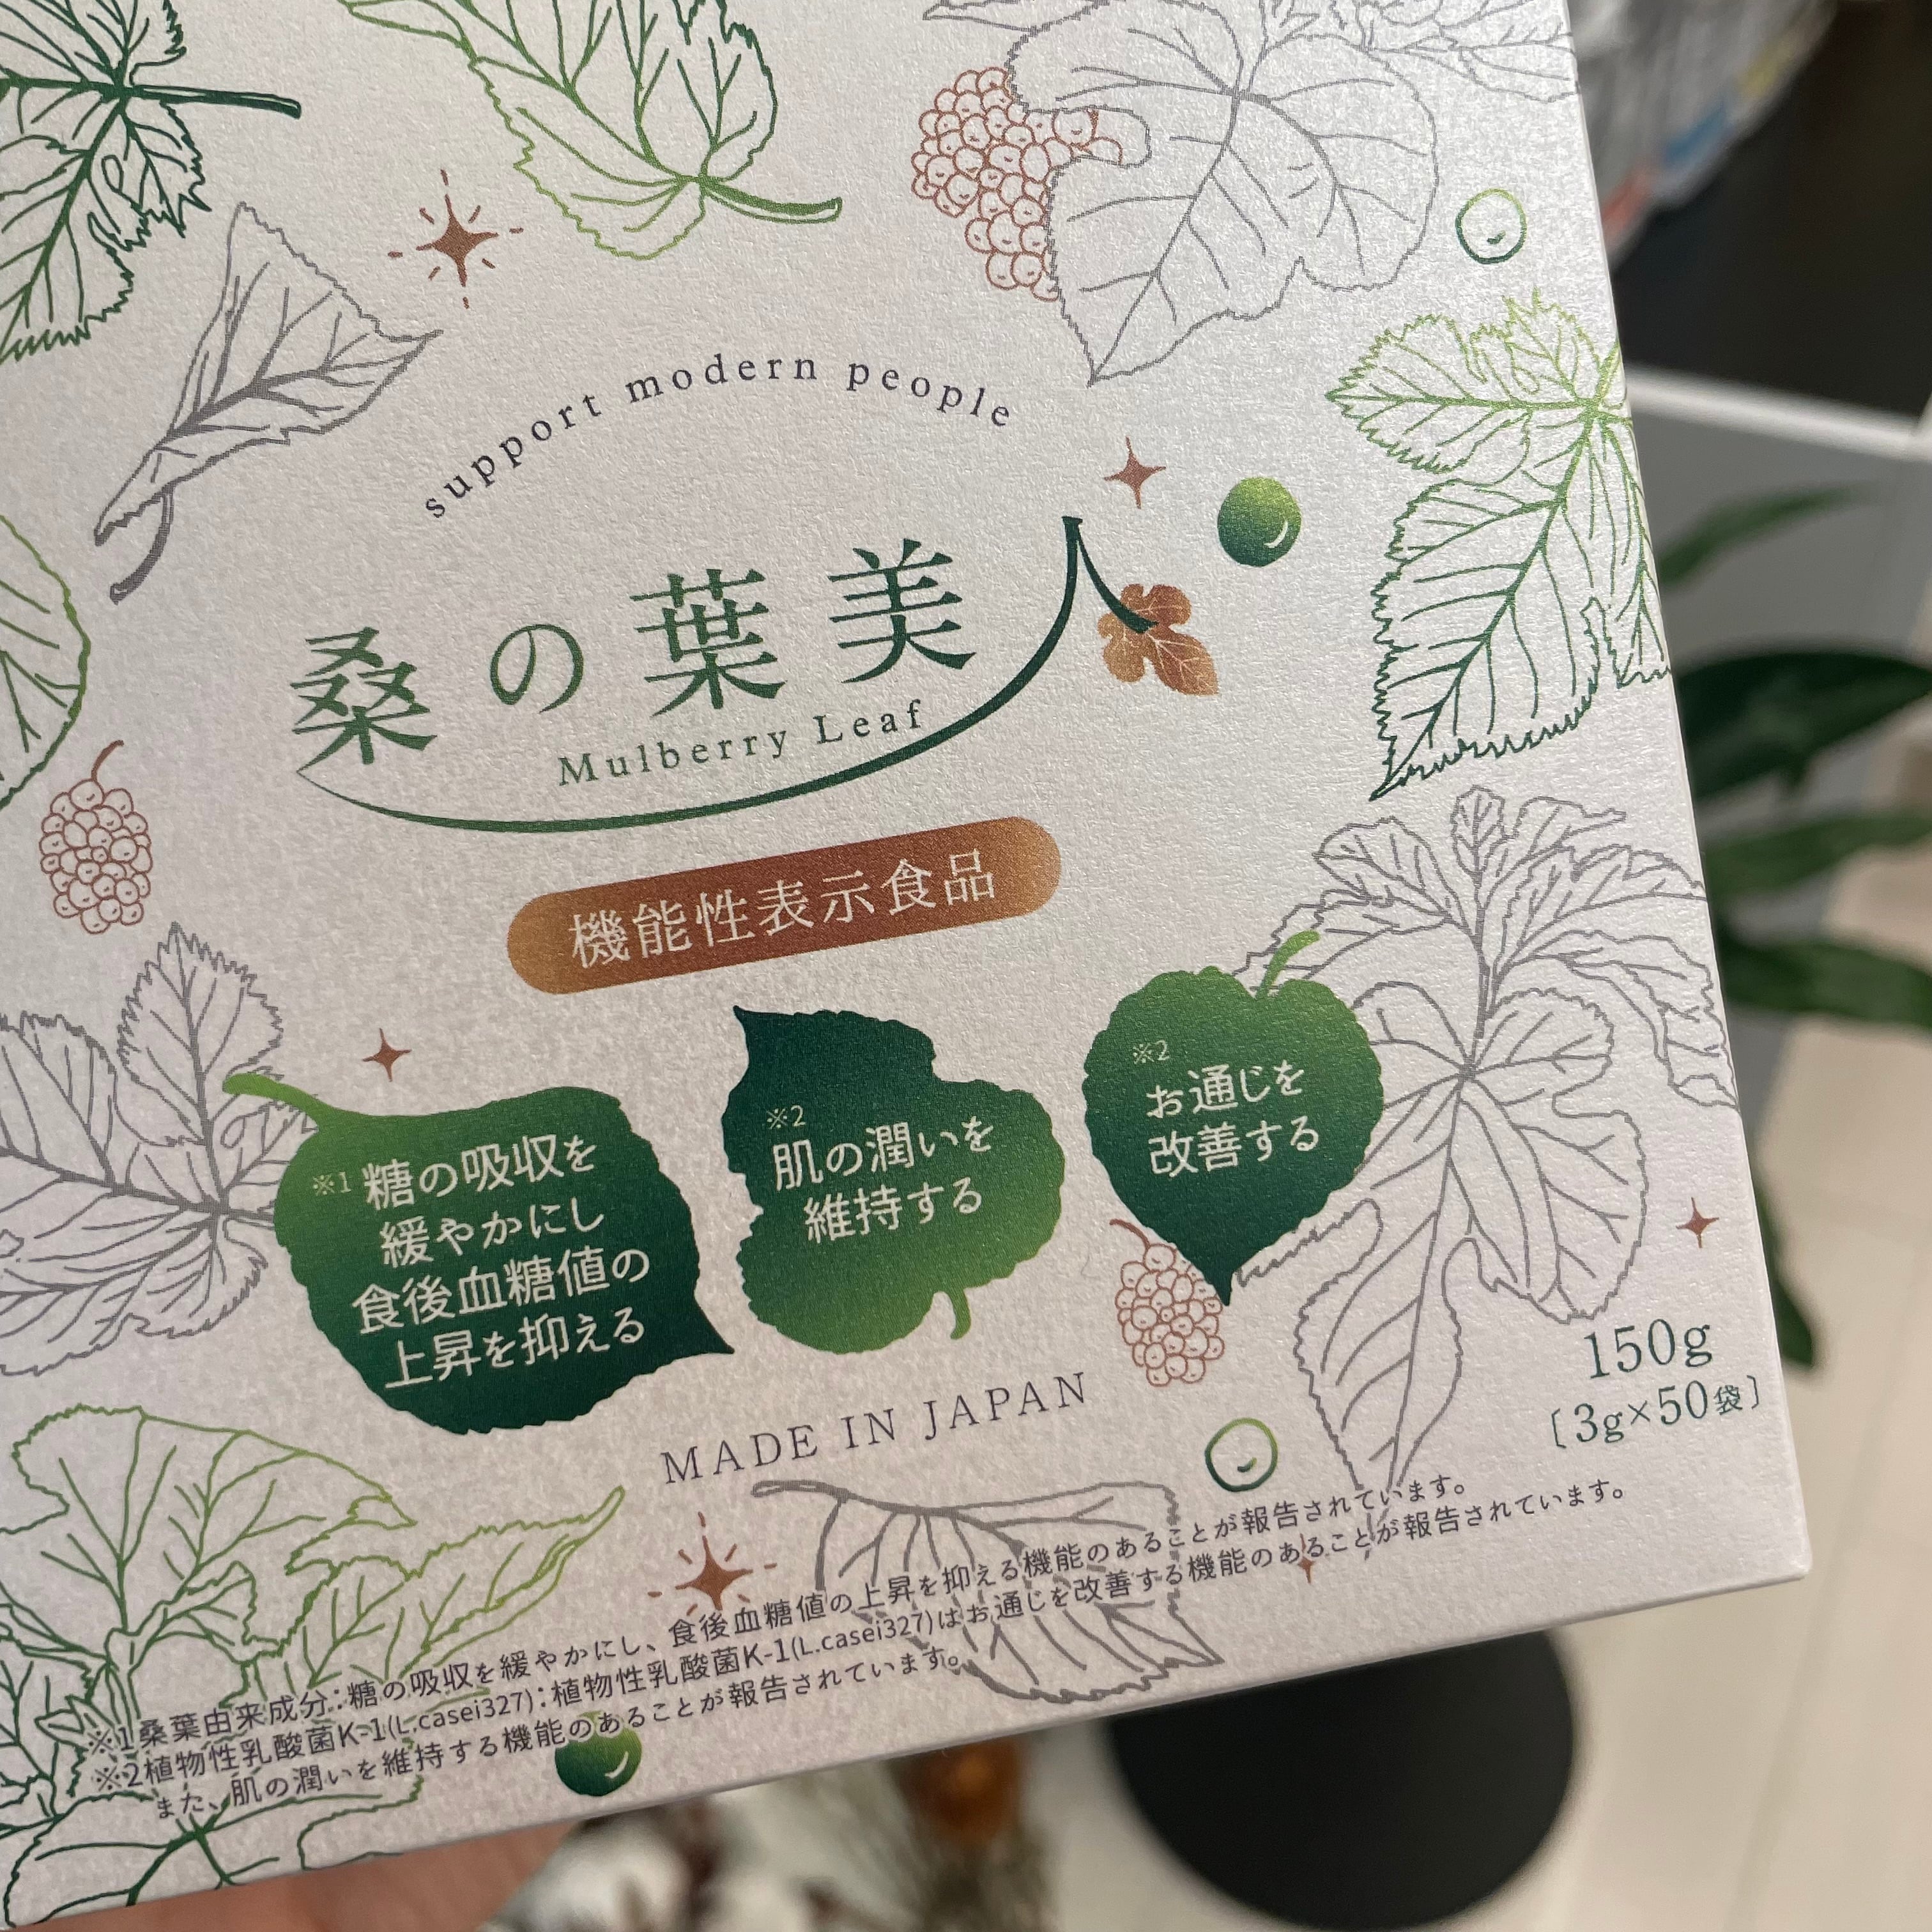 support modern people
桑の葉美人
Mulberry Leaf
機能性表示食品
※1 糖の吸収を
緩やかにし
食後血糖値の
上昇を抑える
※2
肌の潤いを
維持する
※2
お通じを
改善する
MADE IN JAPAN
150g
[3g×50袋]
※1桑葉由来成分:糖の吸収を緩やかにし、食後血糖値の上昇を抑える機能のあることが報告されています。
※2植物性乳酸菌K-1(L.casei327):植物性乳酸菌K-1(L.casei327)はお通じを改善する機能のあることが報告されています。
また、肌の潤いを維持する機能のあることが報告されています。